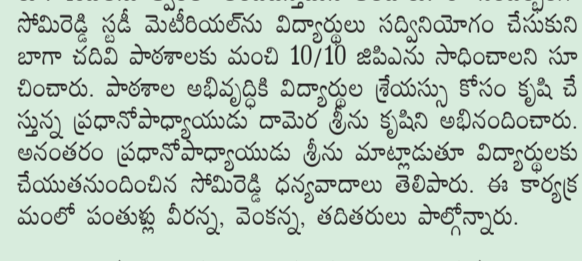 సోమిరెడ్డి స్టడీ మెటీరియల్‌ను విద్యార్థులు సద్వినియోగం చేసుకుని
బాగా చదివి పాఠశాలకు మంచి 10/10 జిపిఎను సాధించాలని సూ
చించారు. పాఠశాల అభివృద్ధికి విద్యార్థుల శ్రేయస్సు కోసం కృషి చే
స్తున్న ప్రధానోపాధ్యాయుడు దామెర శ్రీను కృషిని అభినందించారు.
అనంతరం ప్రధానోపాధ్యాయుడు శ్రీను మాట్లాడుతూ విద్యార్థులకు
చేయుతనుందించిన సోమిరెడ్డి ధన్యవాదాలు తెలిపారు. ఈ కార్యక్ర
మంలో పంతుళ్లు వీరన్న, వెంకన్న, తదితరులు పాల్గోన్నారు.